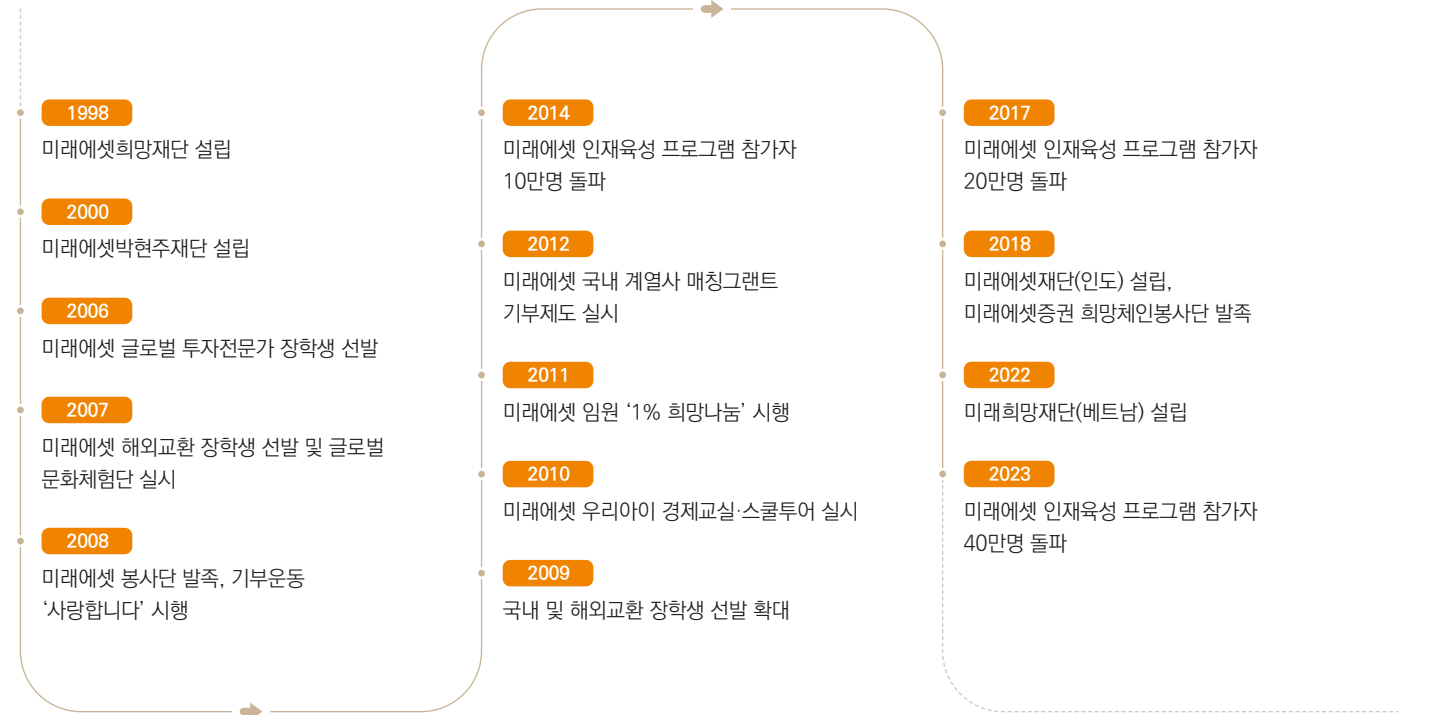 1998
미래에셋희망재단 설립
2000
미래에셋박현주재단 설립
2006
미래에셋 글로벌 투자전문가 장학생 선발
2007
미래에셋 해외교환 장학생 선발 및 글로벌
문화체험단 실시
2008
미래에셋 봉사단 발족, 기부운동
‘사랑합니다’ 시행
2014
미래에셋 인재육성 프로그램 참가자
10만명 돌파
2012
미래에셋 국내 계열사 매칭그랜트
기부제도 실시
2011
미래에셋 임원 ‘1% 희망나눔’ 시행
2010
미래에셋 우리아이 경제교실·스쿨투어 실시
2009
국내 및 해외교환 장학생 선발 확대
2017
미래에셋 인재육성 프로그램 참가자
20만명 돌파
2018
미래에셋재단(인도) 설립,
미래에셋증권 희망체인봉사단 발족
2022
미래희망재단(베트남) 설립
2023
미래에셋 인재육성 프로그램 참가자
40만명 돌파